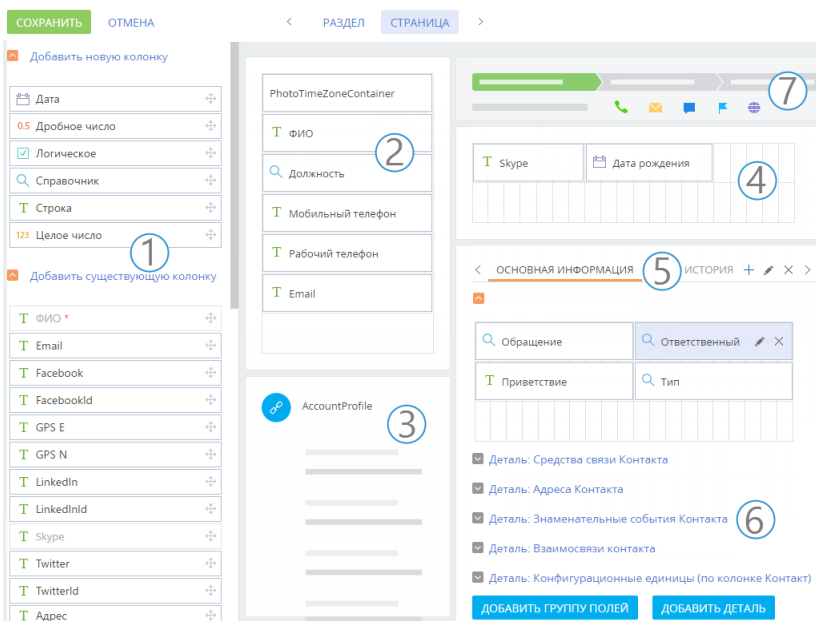 СОХРАНИТЬ ОТМЕНА РАЗДЕЛ СТРАНИЦА
Добавить новую колонку
Дата
0.5 Дробное число
Логическое
Справочник
T Строка
123 Целое число
1
Добавить существующую колонку
T ФИО *
T Email
T Facebook
T FacebookId
T GPS E
T GPS N
T LinkedIn
T LinkedInId
T Skype
T Twitter
T TwitterId
T Адрес
PhotoTimeZoneContainer
T ФИО
2
Должность
T Мобильный телефон
T Рабочий телефон
T Email
AccountProfile
3
7
T Skype
Дата рождения
4
ОСНОВНАЯ ИНФОРМАЦИЯ 5 ИСТОРИЯ
Обращение
Ответственный
T Приветствие
Тип
Деталь: Средства связи Контакта
Деталь: Адреса Контакта
Деталь: Знаменательные события Контакта
6
Деталь: Взаимосвязи контакта
Деталь: Конфигурационные единицы (по колонке Контакт)
ДОБАВИТЬ ГРУППУ ПОЛЕЙ ДОБАВИТЬ ДЕТАЛЬ